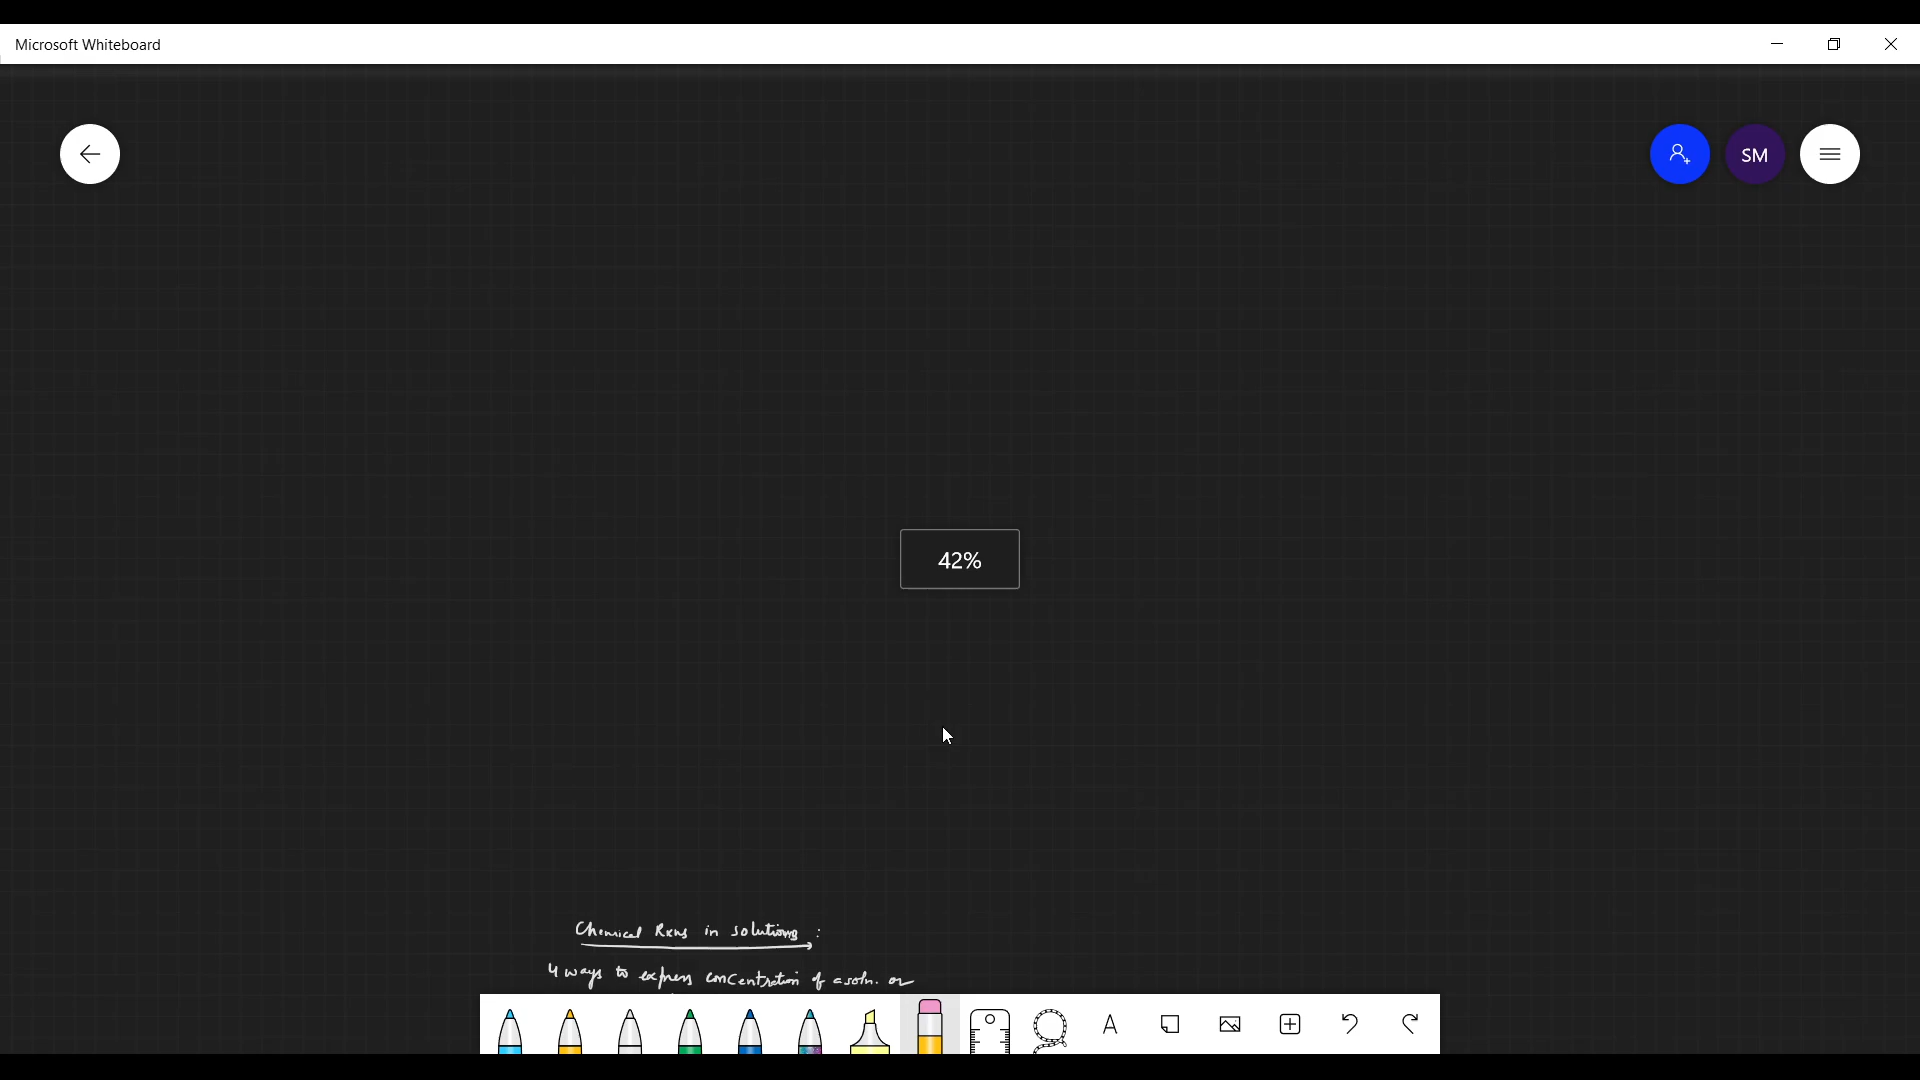 Microsoft Whiteboard
SM
42%
Chemical Rxns in solutions :
4 ways to express concentration of a soln. or